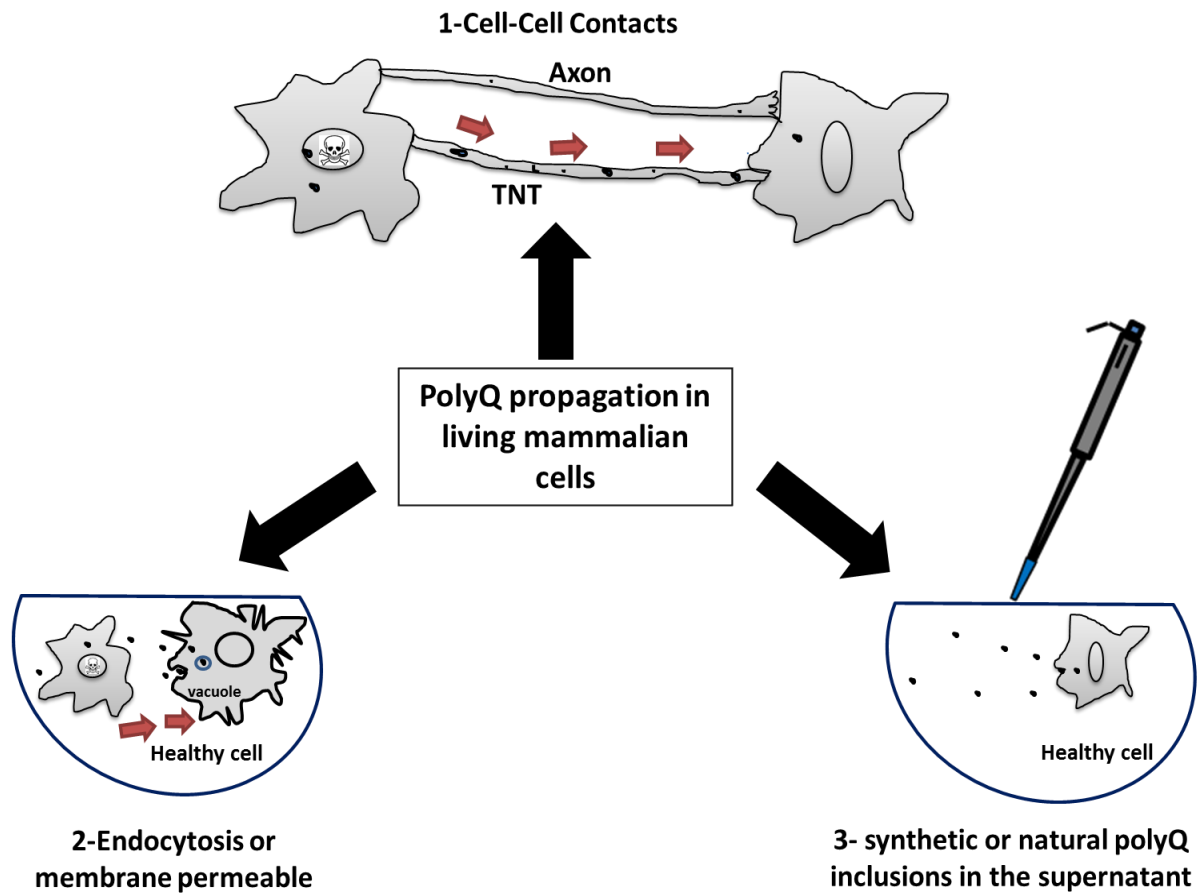 1-Cell-Cell Contacts
Axon
TNT
PolyQ propagation in
living mammalian
cells
vacuole
Healthy cell
2-Endocytosis or
membrane permeable
Healthy cell
3- synthetic or natural polyQ
inclusions in the supernatant